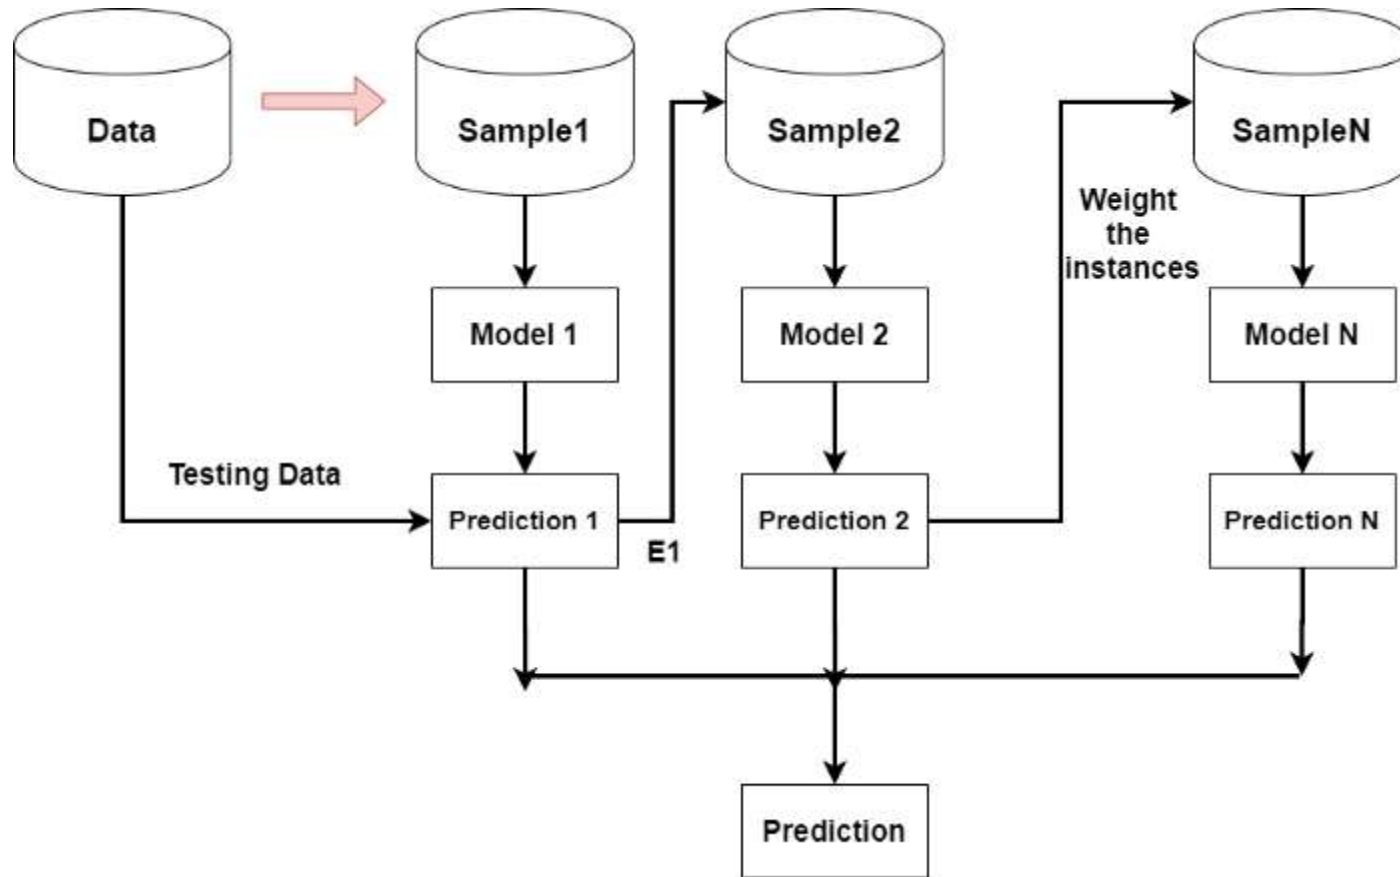 Data
Sample1
Sample2
SampleN
Weight
the
instances
Model 1
Model 2
Model N
Testing Data
Prediction 1
Prediction 2
Prediction N
E1
Prediction